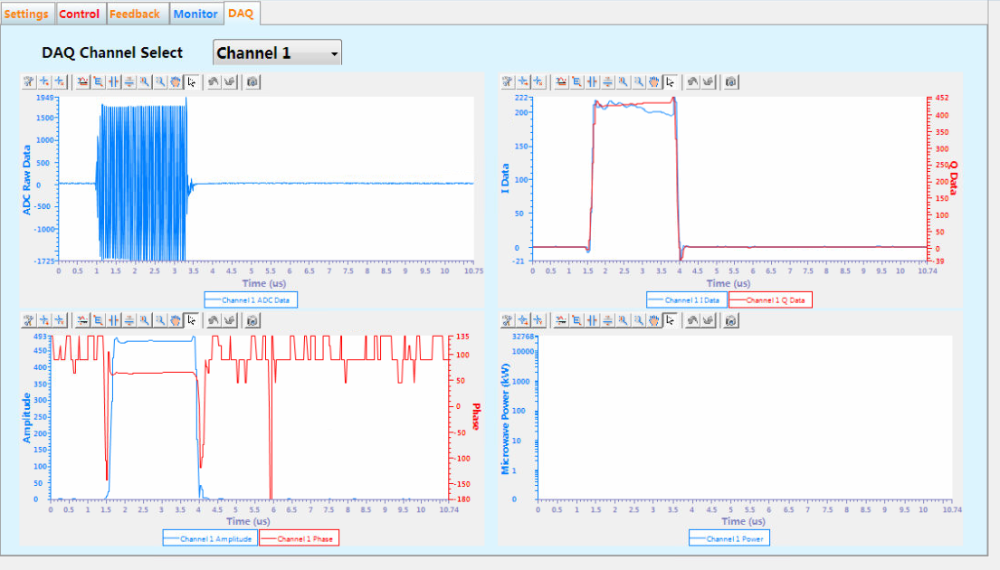 Settings Control Feedback Monitor DAQ
DAQ Channel Select Channel 1
1949
1500
1000
500
0
-500
-1000
-1725
ADC Raw Data
0 0.5 1 1.5 2 2.5 3 3.5 4 4.5 5 5.5 6 6.5 7 7.5 8 8.5 9 9.5 10 10.75
Time (us)
Channel 1 ADC Data
222
200
150
100
50
0
-21
I Data
452
400
350
300
250
200
150
100
50
0
-39
Q Data
0 0.5 1 1.5 2 2.5 3 3.5 4 4.5 5 5.5 6 6.5 7 7.5 8 8.5 9 9.5 10 10.74
Time (us)
Channel 1 I Data Channel 1 Q Data
493
450
400
350
300
250
200
150
100
50
0
Amplitude
135
100
50
0
-50
-100
-150
-180
Phase
0 0.5 1 1.5 2 2.5 3 3.5 4 4.5 5 5.5 6 6.5 7 7.5 8 8.5 9 9.5 10 10.74
Time (us)
Channel 1 Amplitude Channel 1 Phase
32768
10000
1000
100
10
1
0
Microwave Power (kW)
0 0.5 1 1.5 2 2.5 3 3.5 4 4.5 5 5.5 6 6.5 7 7.5 8 8.5 9 9.5 10 10.74
Time (us)
Channel 1 Power